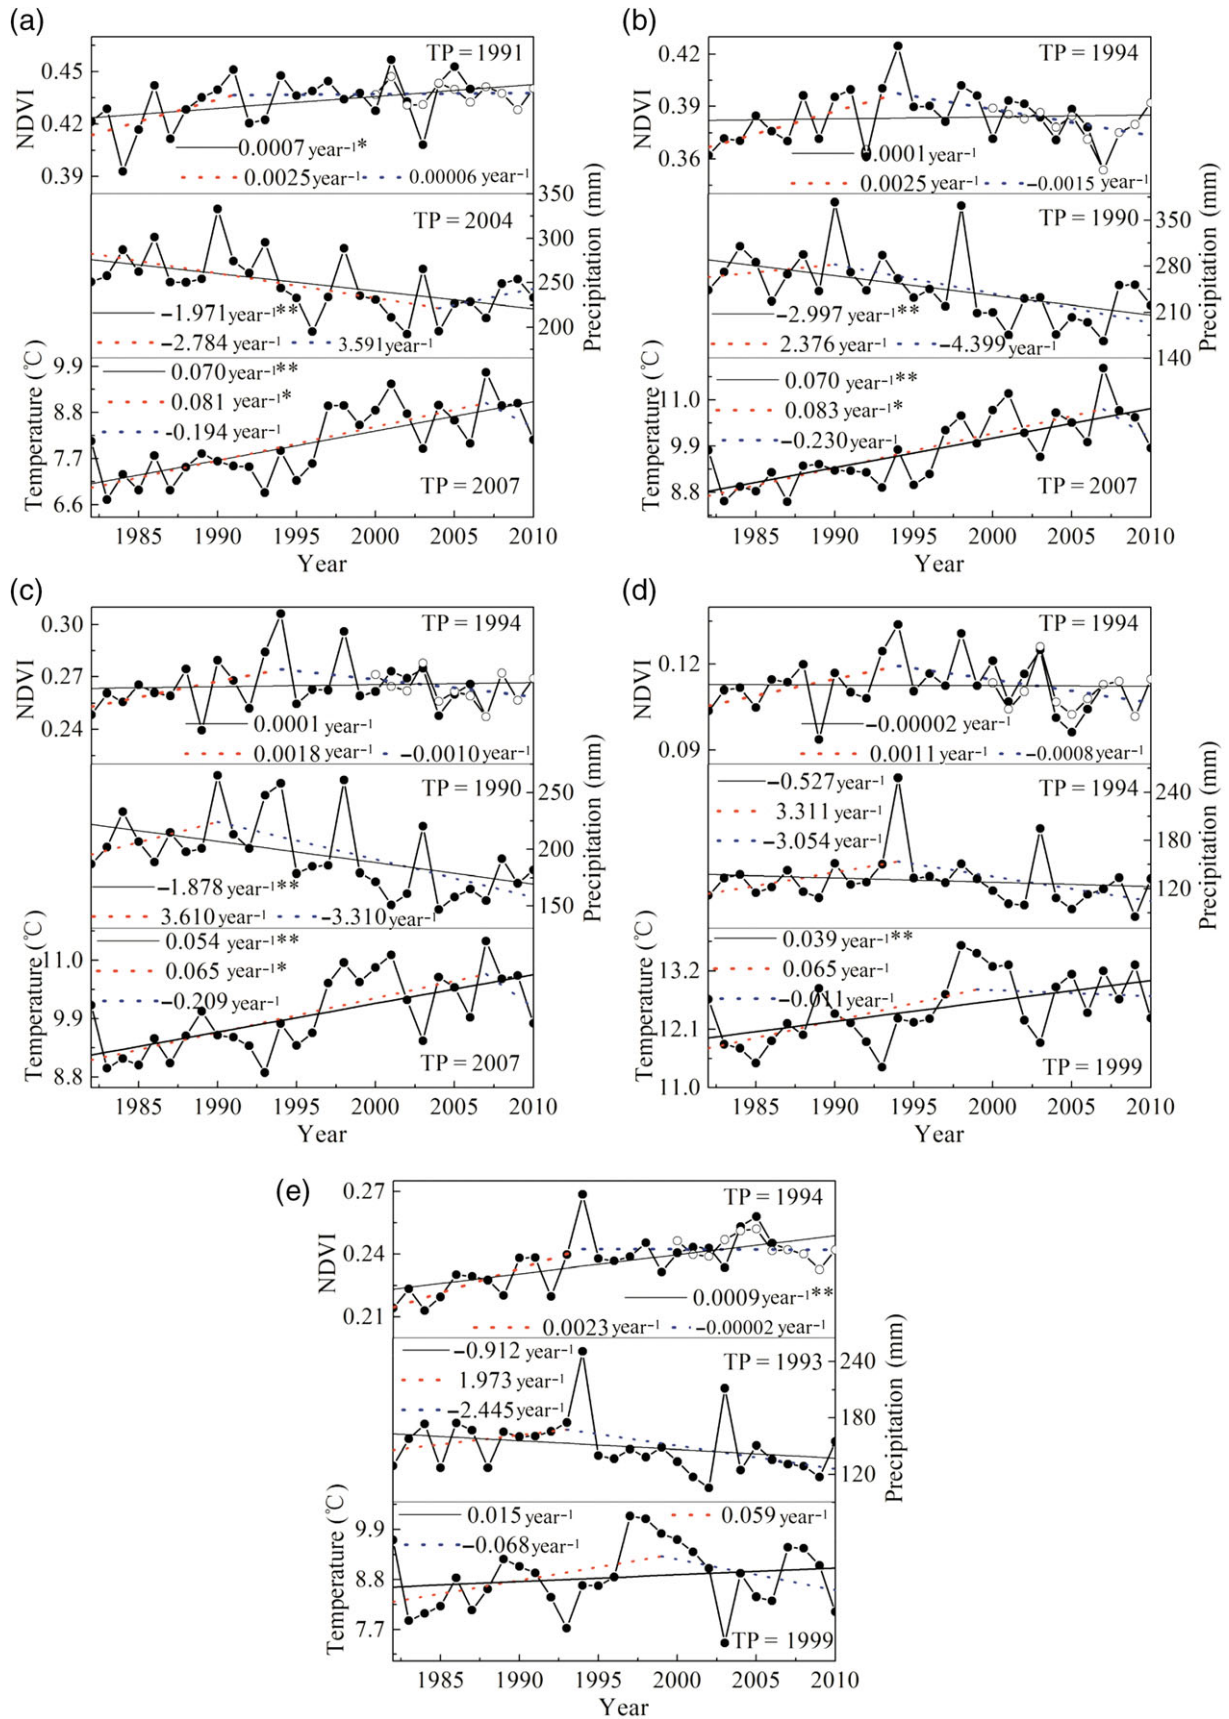 (a)
TP = 1991
0.45
0.42
0.39
NDVI
0.0007 year⁻¹*
0.0025 year⁻¹ 0.00006 year⁻¹
TP = 2004
350
300
250
200
Precipitation (mm)
−1.971 year⁻¹**
−2.784 year⁻¹ 3.591 year⁻¹
0.070 year⁻¹**
0.081 year⁻¹*
−0.194 year⁻¹
9.9
8.8
7.7
6.6
Temperature (℃)
TP = 2007
1985 1990 1995 2000 2005 2010
Year
(b)
TP = 1994
0.42
0.39
0.36
NDVI
0.0001 year⁻¹
0.0025 year⁻¹ −0.0015 year⁻¹
TP = 1990
350
280
210
140
Precipitation (mm)
−2.997 year⁻¹**
2.376 year⁻¹ −4.399 year⁻¹
0.070 year⁻¹**
0.083 year⁻¹*
−0.230 year⁻¹
11.0
9.9
8.8
Temperature (℃)
TP = 2007
1985 1990 1995 2000 2005 2010
Year
(c)
TP = 1994
0.30
0.27
0.24
NDVI
0.0001 year⁻¹
0.0018 year⁻¹ −0.0010 year⁻¹
TP = 1990
250
200
150
Precipitation (mm)
−1.878 year⁻¹**
3.610 year⁻¹ −3.310 year⁻¹
0.054 year⁻¹**
0.065 year⁻¹*
−0.209 year⁻¹
11.0
9.9
8.8
Temperature (℃)
TP = 2007
1985 1990 1995 2000 2005 2010
Year
(d)
TP = 1994
0.12
0.09
NDVI
−0.00002 year⁻¹
0.0011 year⁻¹ −0.0008 year⁻¹
−0.527 year⁻¹
3.311 year⁻¹
−3.054 year⁻¹
TP = 1994
240
180
120
Precipitation (mm)
0.039 year⁻¹**
0.065 year⁻¹
−0.011 year⁻¹
13.2
12.1
11.0
Temperature (℃)
TP = 1999
1985 1990 1995 2000 2005 2010
Year
(e)
TP = 1994
0.27
0.24
0.21
NDVI
0.0009 year⁻¹**
0.0023 year⁻¹ −0.00002 year⁻¹
−0.912 year⁻¹
1.973 year⁻¹
−2.445 year⁻¹
TP = 1993
240
180
120
Precipitation (mm)
0.015 year⁻¹ 0.059 year⁻¹
−0.068 year⁻¹
9.9
8.8
7.7
Temperature (℃)
TP = 1999
1985 1990 1995 2000 2005 2010
Year